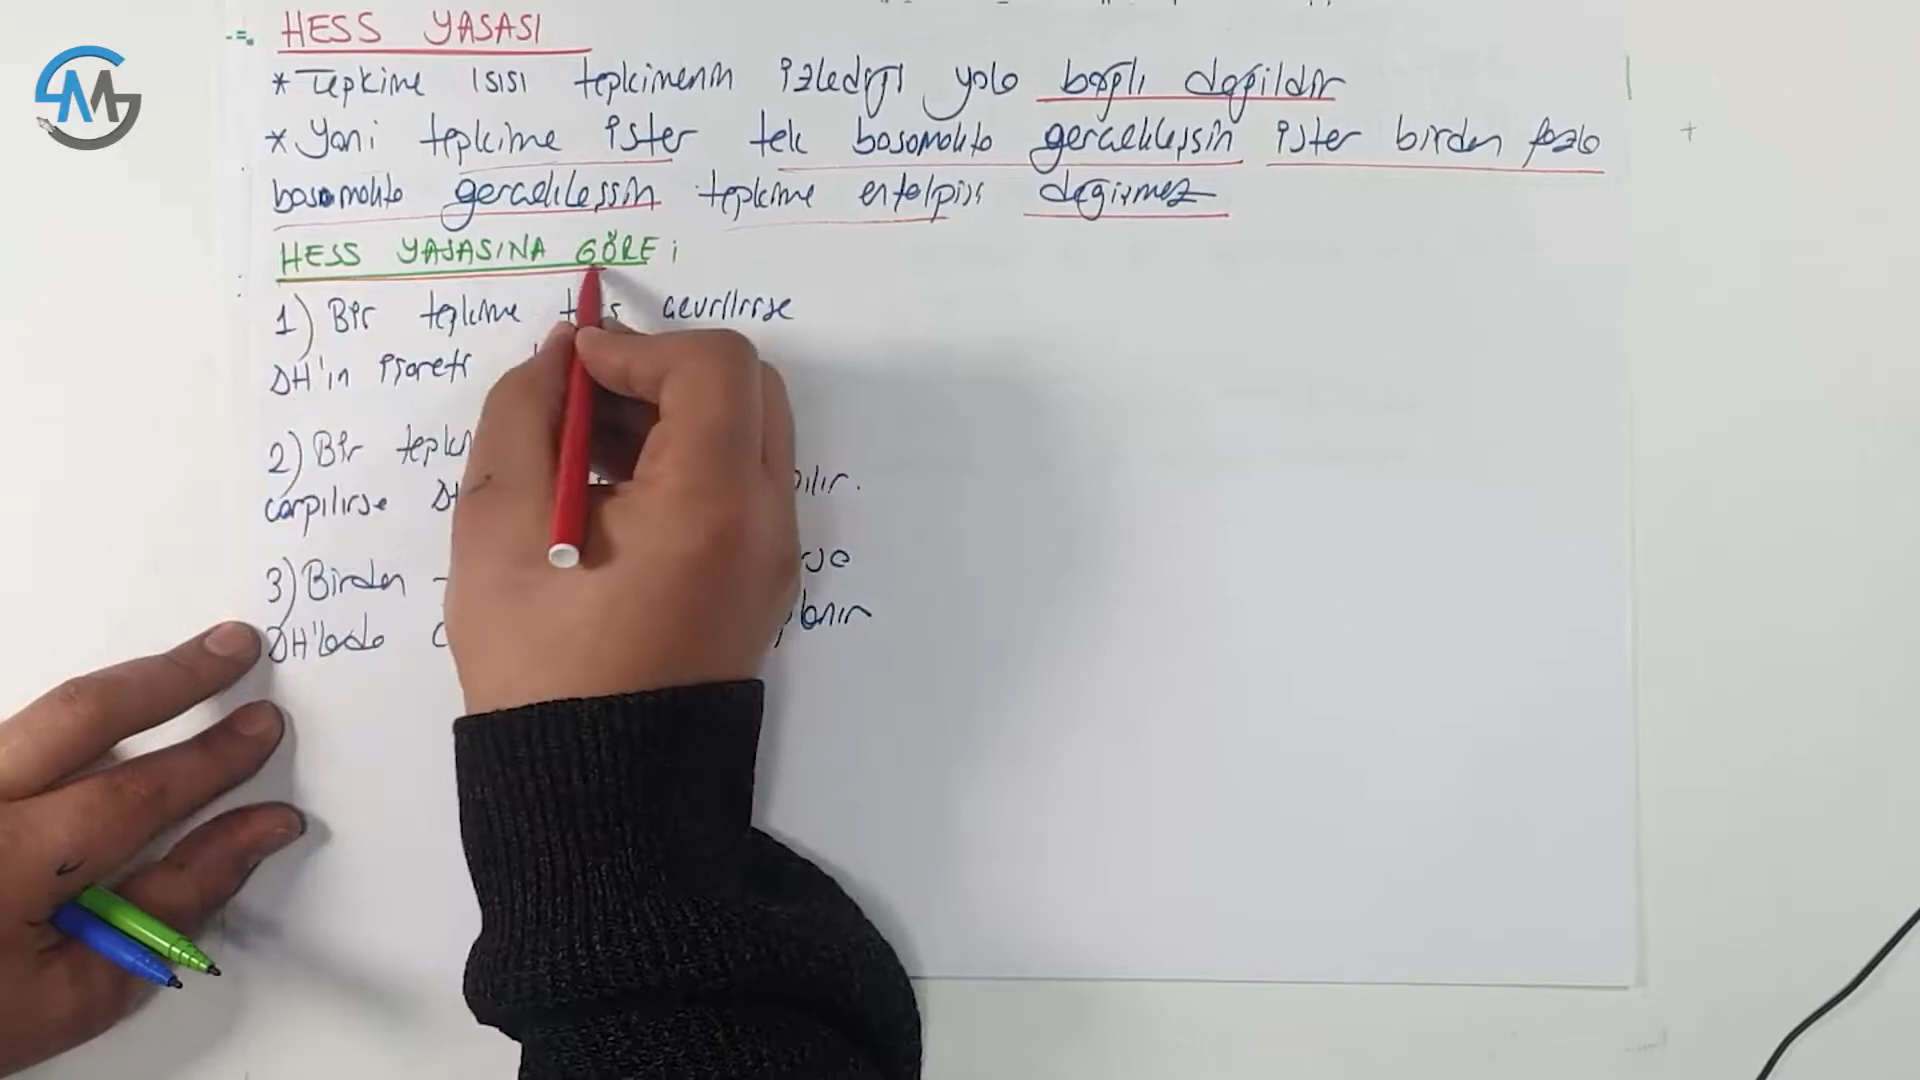 HESS YASASI
* Tepkime ısısı tepkimenin izlediği yola bağlı değildir
* Yani tepkime ister tek basamakta gerçekleşsin ister birden fazla
basamakta gerçekleşsin tepkime entalpisi değişmez
HESS YASASINA GÖRE;
1) Bir tepkime ters çevrilirse
ΔH'ın işareti
2) Bir
çarpılırse
3) Birden
ΔH'larda